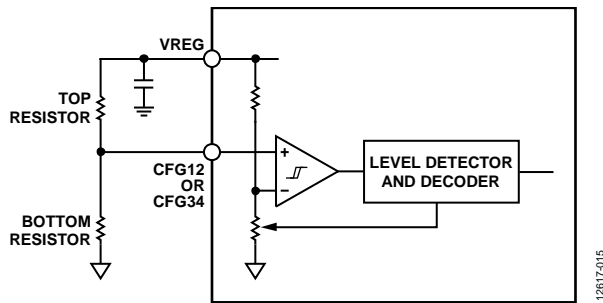 VREG
TOP
RESISTOR
CFG12
OR
CFG34
+
−
LEVEL DETECTOR
AND DECODER
BOTTOM
RESISTOR
12617-015